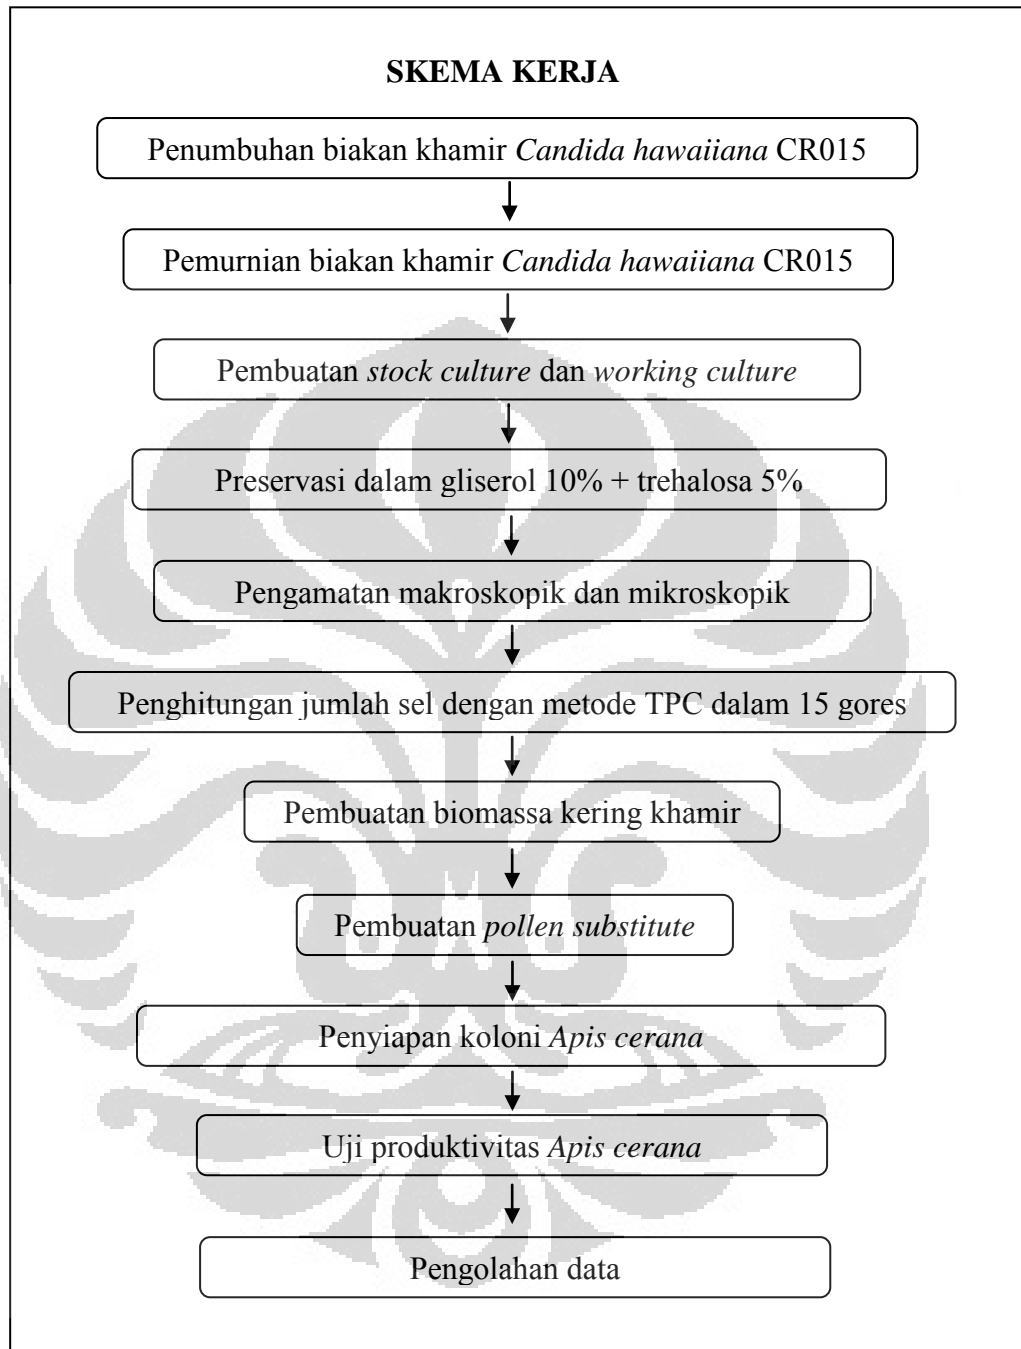 SKEMA KERJA
Penumbuhan biakan khamir Candida hawaiiana CR015
Pemurnian biakan khamir Candida hawaiiana CR015
Pembuatan stock culture dan working culture
Preservasi dalam gliserol 10% + trehalosa 5%
Pengamatan makroskopik dan mikroskopik
Penghitungan jumlah sel dengan metode TPC dalam 15 gores
Pembuatan biomassa kering khamir
Pembuatan pollen substitute
Penyiapan koloni Apis cerana
Uji produktivitas Apis cerana
Pengolahan data